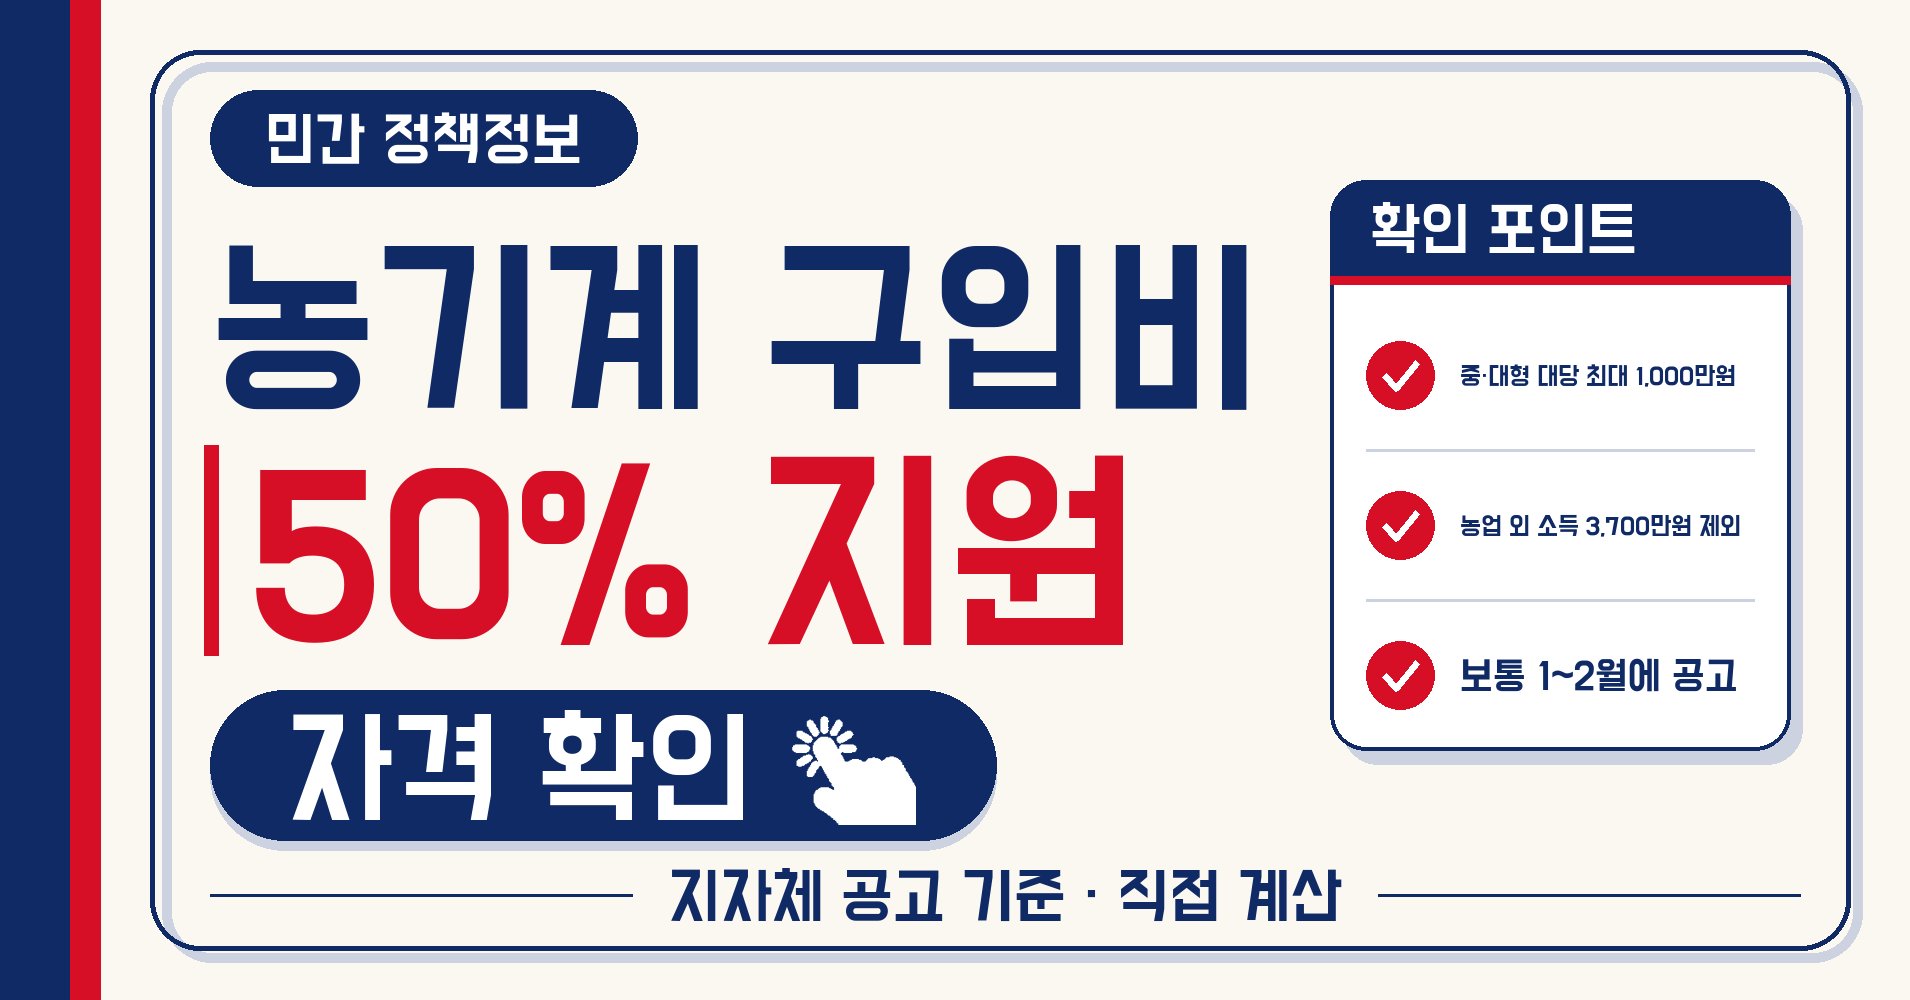 민간 정책정보
농기계 구입비
50% 지원
자격 확인
확인 포인트
중·대형 대당 최대 1,000만원
농업 외 소득 3,700만원 제외
보통 1~2월에 공고
지자체 공고 기준 · 직접 계산